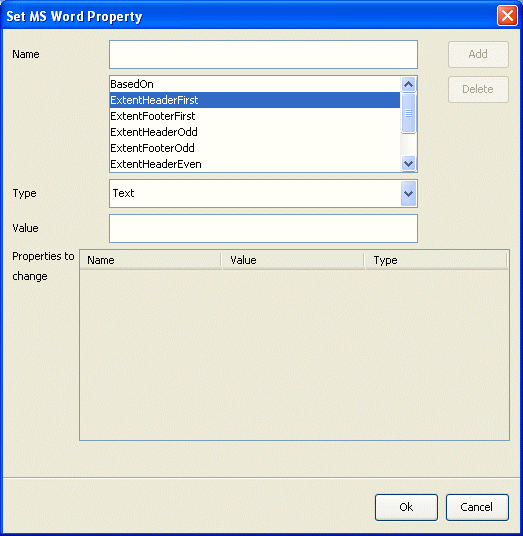 Set MS Word Property
Name
Add
BasedOn
Delete
ExtentHeaderFirst
ExtentFooterFirst
ExtentHeaderOdd
ExtentFooterOdd
ExtentHeaderEven
Type
Text
Value
Properties to
change
Name Value Type
Ok Cancel